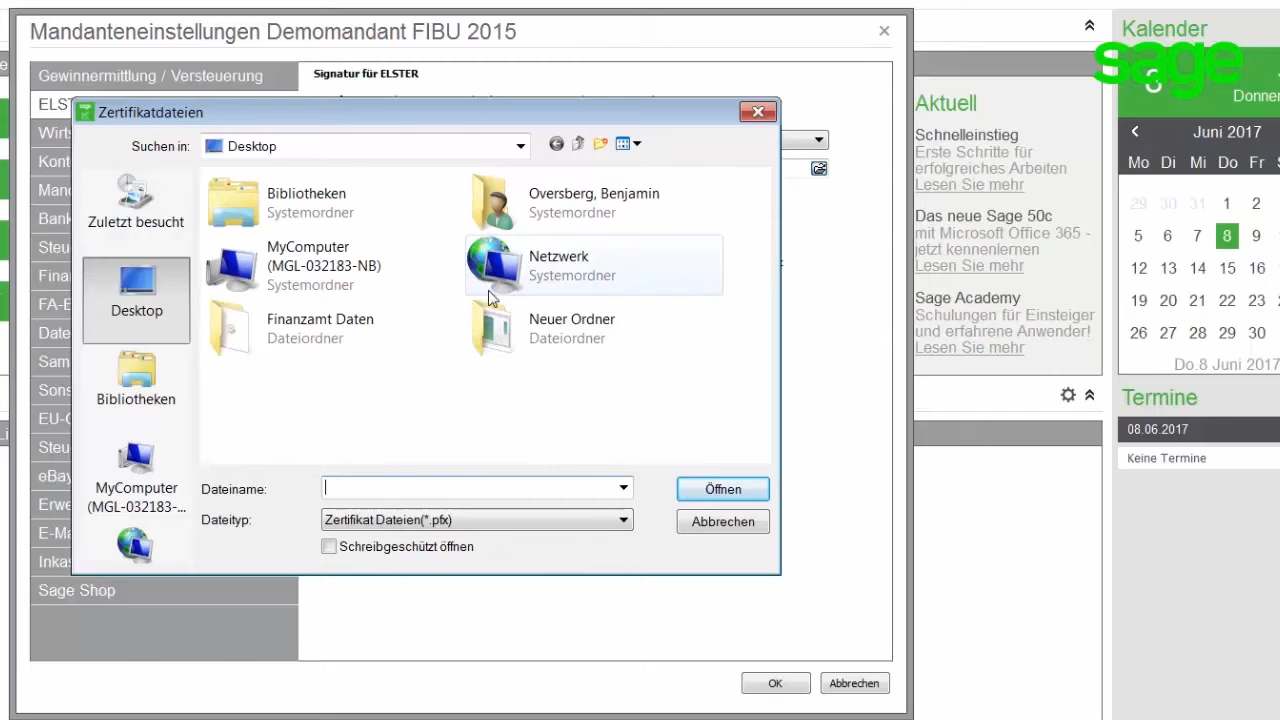 Mandanteneinstellungen Demomandant FIBU 2015
Gewinnermittlung / Versteuerung
Signatur für ELSTER
Zertifikatdateien
Suchen in:
Desktop
Zuletzt besucht
Desktop
Bibliotheken
MyComputer
(MGL-032183-...
Bibliotheken
Systemordner
Oversberg, Benjamin
Systemordner
MyComputer
(MGL-032183-NB)
Systemordner
Netzwerk
Systemordner
Finanzamt Daten
Dateiordner
Neuer Ordner
Dateiordner
Dateiname:
Öffnen
Dateityp:
Zertifikat Dateien(*.pfx)
Abbrechen
Schreibgeschützt öffnen
Sage Shop
OK
Abbrechen
Aktuell
Schnelleinstieg
Erste Schritte für
erfolgreiches Arbeiten
Lesen Sie mehr
Das neue Sage 50c
mit Microsoft Office 365 -
jetzt kennenlernen
Lesen Sie mehr
Sage Academy
Schulungen für Einsteiger
und erfahrene Anwender!
Lesen Sie mehr
Kalender
sage
8
Juni 2017
Mo Di Mi Do Fr
29 30 31 1 2
5 6 7 8 9
12 13 14 15 16
19 20 21 22 23
26 27 28 29 30
Do.8 Juni 2017
Termine
08.06.2017
Keine Termine